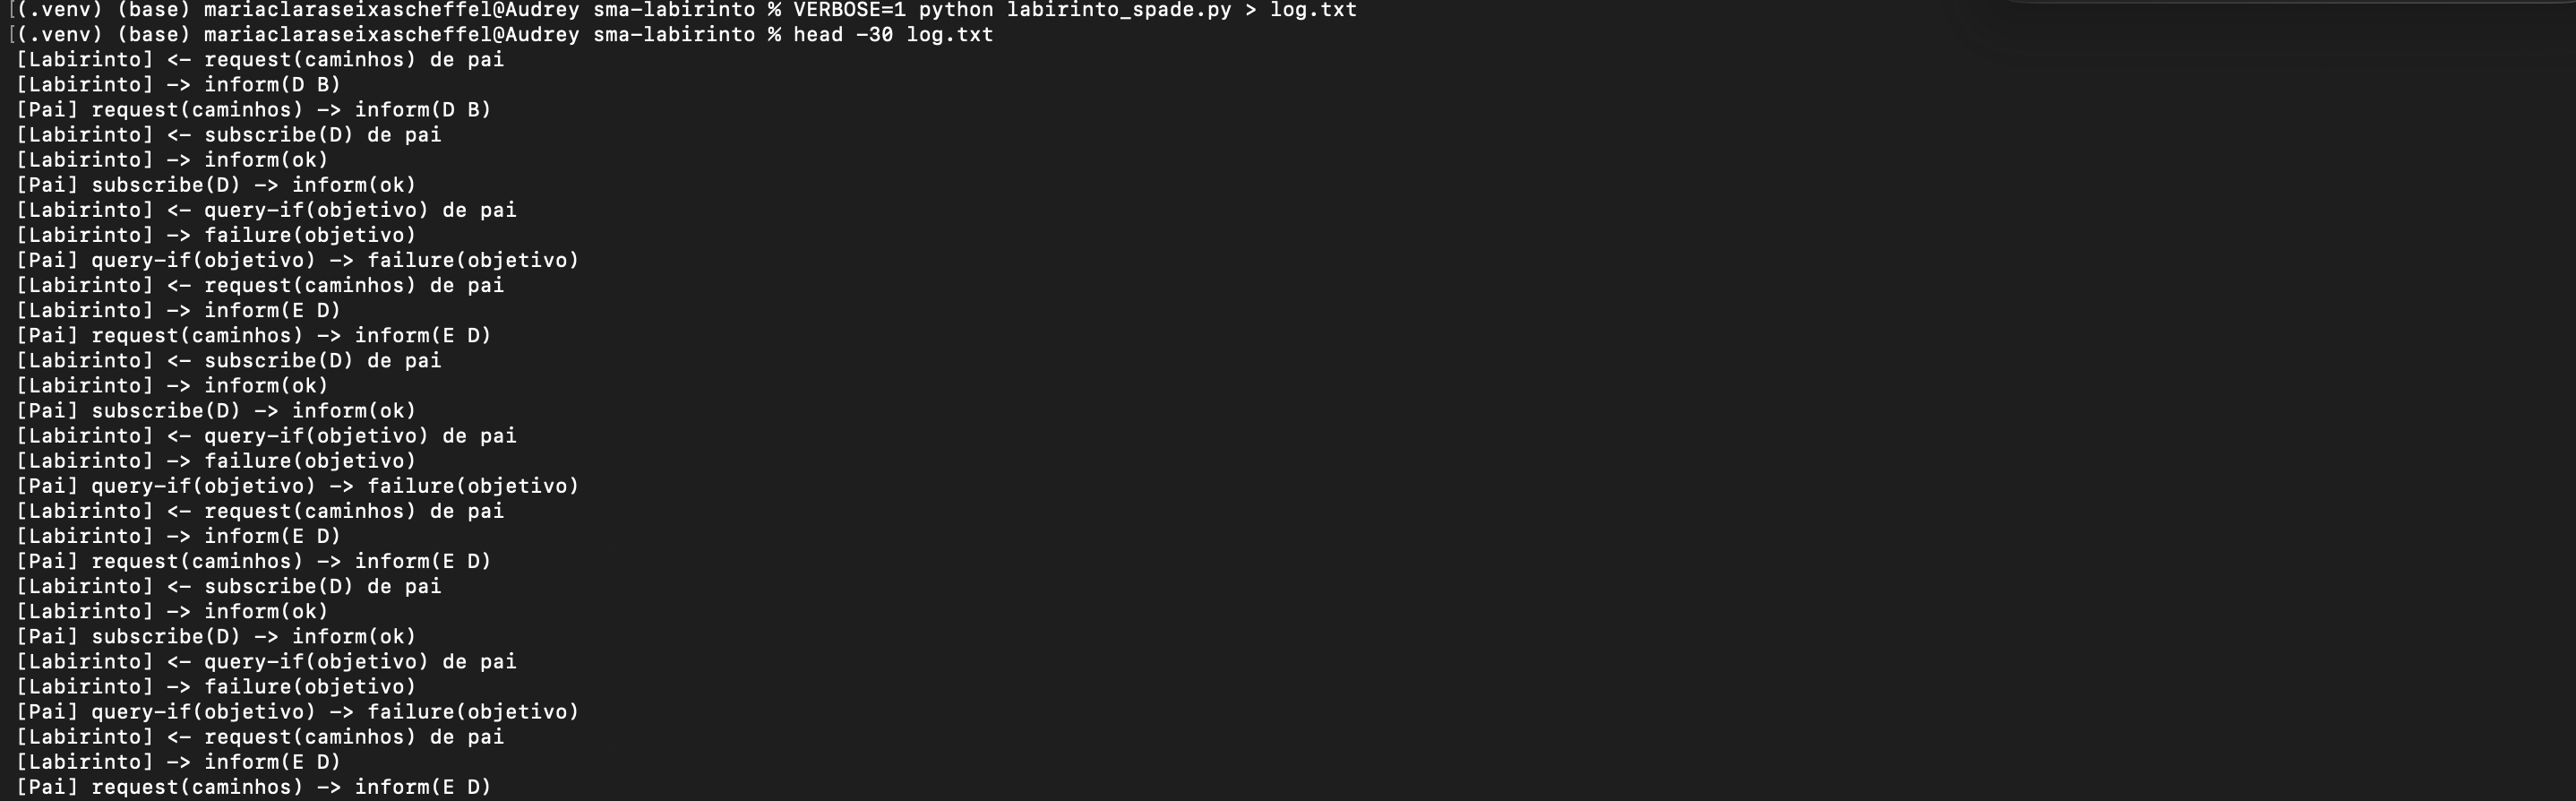 [(.venv) (base) mariaclaraseixascheffel@Audrey sma-labirinto % VERBOSE=1 python labirinto_spade.py > log.txt
[(.venv) (base) mariaclaraseixascheffel@Audrey sma-labirinto % head -30 log.txt
[Labirinto] <- request(caminhos) de pai
[Labirinto] -> inform(D B)
[Pai] request(caminhos) -> inform(D B)
[Labirinto] <- subscribe(D) de pai
[Labirinto] -> inform(ok)
[Pai] subscribe(D) -> inform(ok)
[Labirinto] <- query-if(objetivo) de pai
[Labirinto] -> failure(objetivo)
[Pai] query-if(objetivo) -> failure(objetivo)
[Labirinto] <- request(caminhos) de pai
[Labirinto] -> inform(E D)
[Pai] request(caminhos) -> inform(E D)
[Labirinto] <- subscribe(D) de pai
[Labirinto] -> inform(ok)
[Pai] subscribe(D) -> inform(ok)
[Labirinto] <- query-if(objetivo) de pai
[Labirinto] -> failure(objetivo)
[Pai] query-if(objetivo) -> failure(objetivo)
[Labirinto] <- request(caminhos) de pai
[Labirinto] -> inform(E D)
[Pai] request(caminhos) -> inform(E D)
[Labirinto] <- subscribe(D) de pai
[Labirinto] -> inform(ok)
[Pai] subscribe(D) -> inform(ok)
[Labirinto] <- query-if(objetivo) de pai
[Labirinto] -> failure(objetivo)
[Pai] query-if(objetivo) -> failure(objetivo)
[Labirinto] <- request(caminhos) de pai
[Labirinto] -> inform(E D)
[Pai] request(caminhos) -> inform(E D)